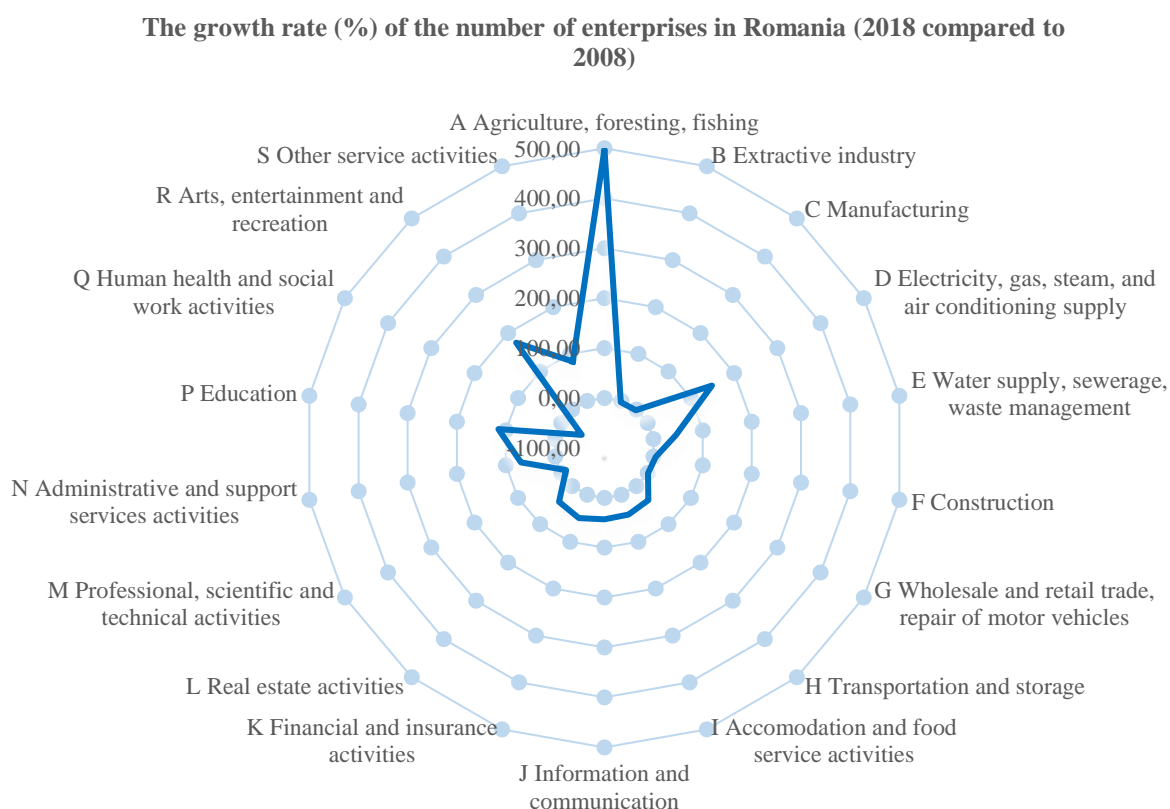 The growth rate (%) of the number of enterprises in Romania (2018 compared to
2008)
A Agriculture, foresting, fishing
B Extractive industry
C Manufacturing
D Electricity, gas, steam, and
air conditioning supply
E Water supply, sewerage,
waste management
F Construction
G Wholesale and retail trade,
repair of motor vehicles
H Transportation and storage
I Accomodation and food
service activities
J Information and
communication
K Financial and insurance
activities
L Real estate activities
M Professional, scientific and
technical activities
N Administrative and support
services activities
P Education
Q Human health and social
work activities
R Arts, entertainment and
recreation
S Other service activities
500,00
400,00
300,00
200,00
100,00
0,00
-100,00